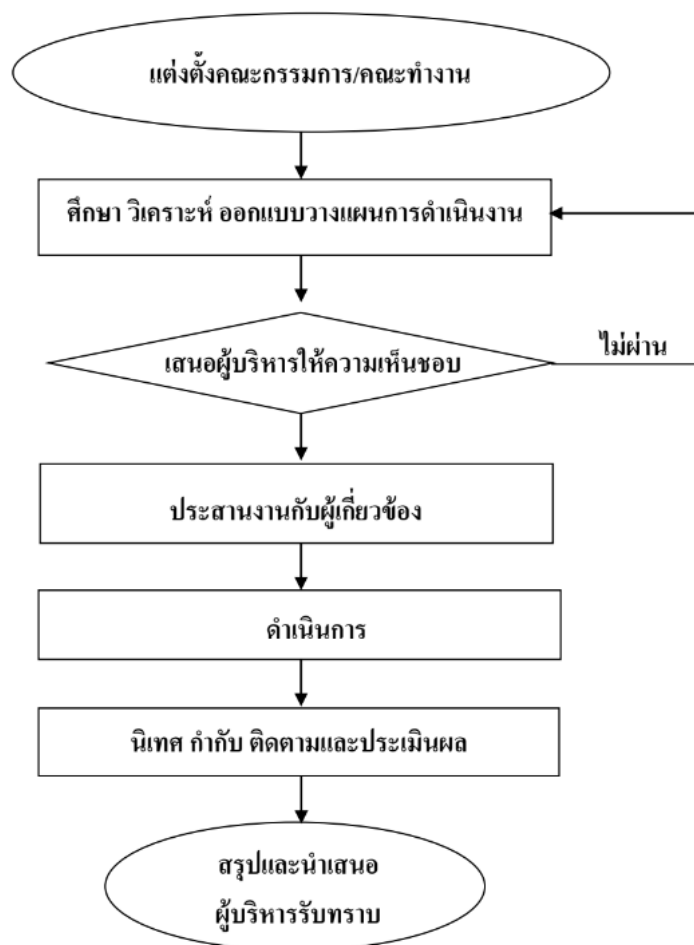 แต่งตั้งคณะกรรมการ/คณะทำงาน
ศึกษา วิเคราะห์ ออกแบบวางแผนการดำเนินงาน
เสนอผู้บริหารให้ความเห็นชอบ
ไม่ผ่าน
ประสานงานกับผู้เกี่ยวข้อง
ดำเนินการ
นิเทศ กำกับ ติดตามและประเมินผล
สรุปและนำเสนอ
ผู้บริหารรับทราบ